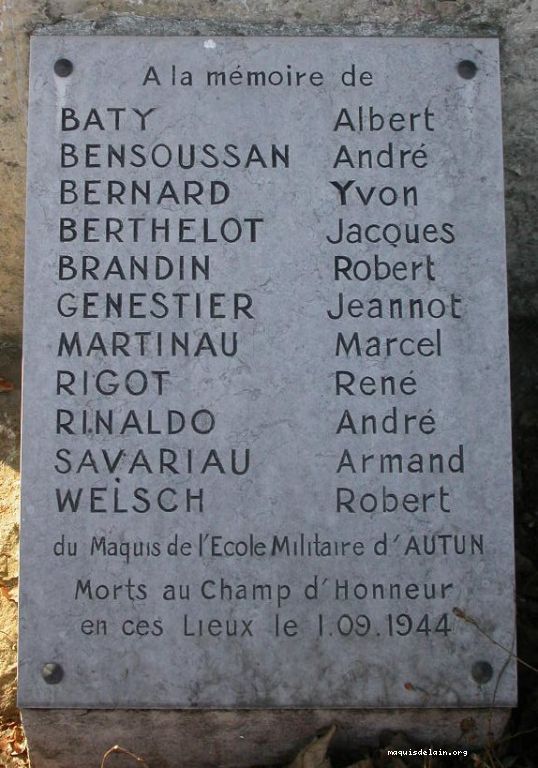 A la mémoire de
BATY Albert
BENSOUSSAN André
BERNARD Yvon
BERTHELOT Jacques
BRANDIN Robert
GENESTIER Jeannot
MARTINAU Marcel
RIGOT René
RINALDO André
SAVARIAU Armand
WELSCH Robert
du Maquis de l'Ecole Militaire d'AUTUN
Morts au Champ d'Honneur
en ces Lieux le 1.09.1944
maquisdelain.org